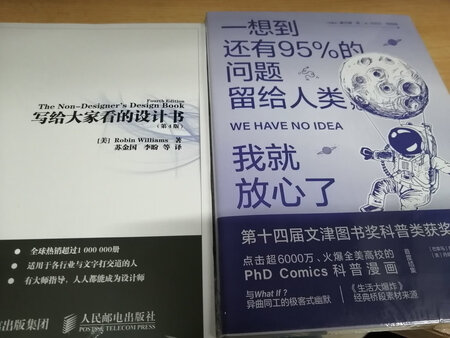 Fourth Edition
The Non-Designer's Design Book
写给大家看的设计书
(第4版)
[美] Robin Williams 著
苏金国 李盼 等 译
全球热销超过1 000 000册
适用于各行业与文字打交道的人
有大师指导,人人都能成为设计师
出版集团
人民邮电出版社
POSTS & TELECOM PRESS
一想到
还有95%的
问题
留给人类,
WE HAVE NO IDEA
我就
放心了
第十四届文津图书奖科普类获奖
点击超6000万、火爆全美高校的
PhD Comics 科普漫画
与What If?
异曲同工的极客式幽默
《生活大爆炸》
经典桥段素材来源